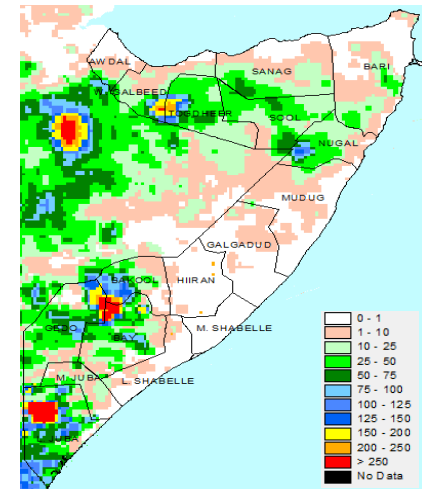 AWDAL
W. GALBEED
TOGDHEER
SANAG
BARI
SOOL
NUGAL
MUDUG
GALGADUD
BAKOOL
HIIRAN
GEDO
BAY
M. SHABELLE
M. JUBA
L. SHABELLE
JUBA
0 - 1
1 - 10
10 - 25
25 - 50
50 - 75
75 - 100
100 - 125
125 - 150
150 - 200
200 - 250
> 250
No Data